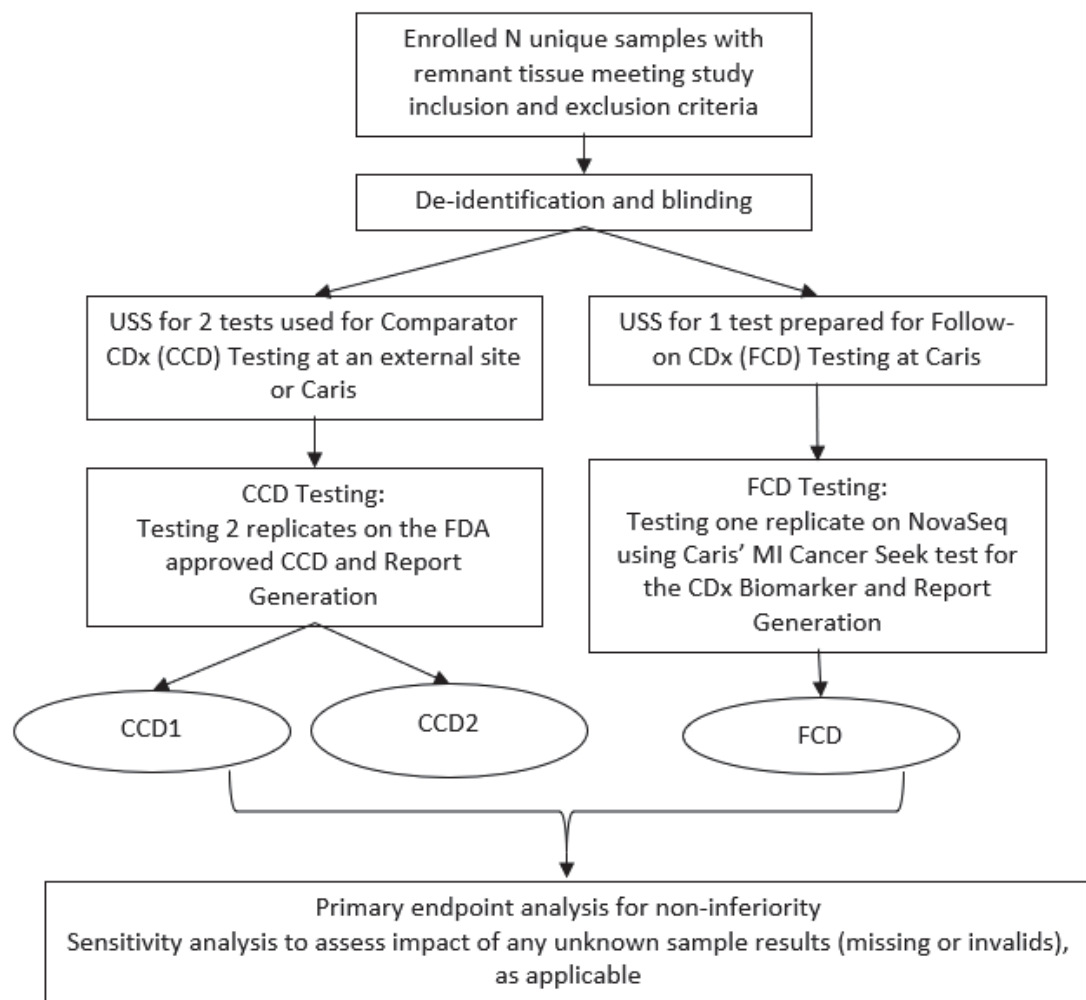 Enrolled N unique samples with
remnant tissue meeting study
inclusion and exclusion criteria
De-identification and blinding
USS for 2 tests used for Comparator
CDx (CCD) Testing at an external site
or Caris
USS for 1 test prepared for Follow-
on CDx (FCD) Testing at Caris
CCD Testing:
Testing 2 replicates on the FDA
approved CCD and Report
Generation
FCD Testing:
Testing one replicate on NovaSeq
using Caris’ MI Cancer Seek test for
the CDx Biomarker and Report
Generation
CCD1
CCD2
FCD
Primary endpoint analysis for non-inferiority
Sensitivity analysis to assess impact of any unknown sample results (missing or invalids),
as applicable